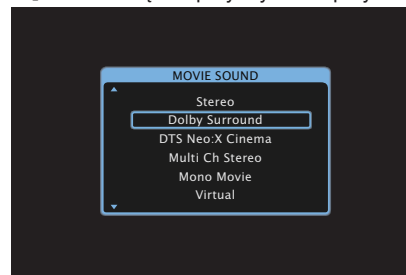 MOVIE SOUND
Stereo
Dolby Surround
DTS Neo:X Cinema
Multi Ch Stereo
Mono Movie
Virtual